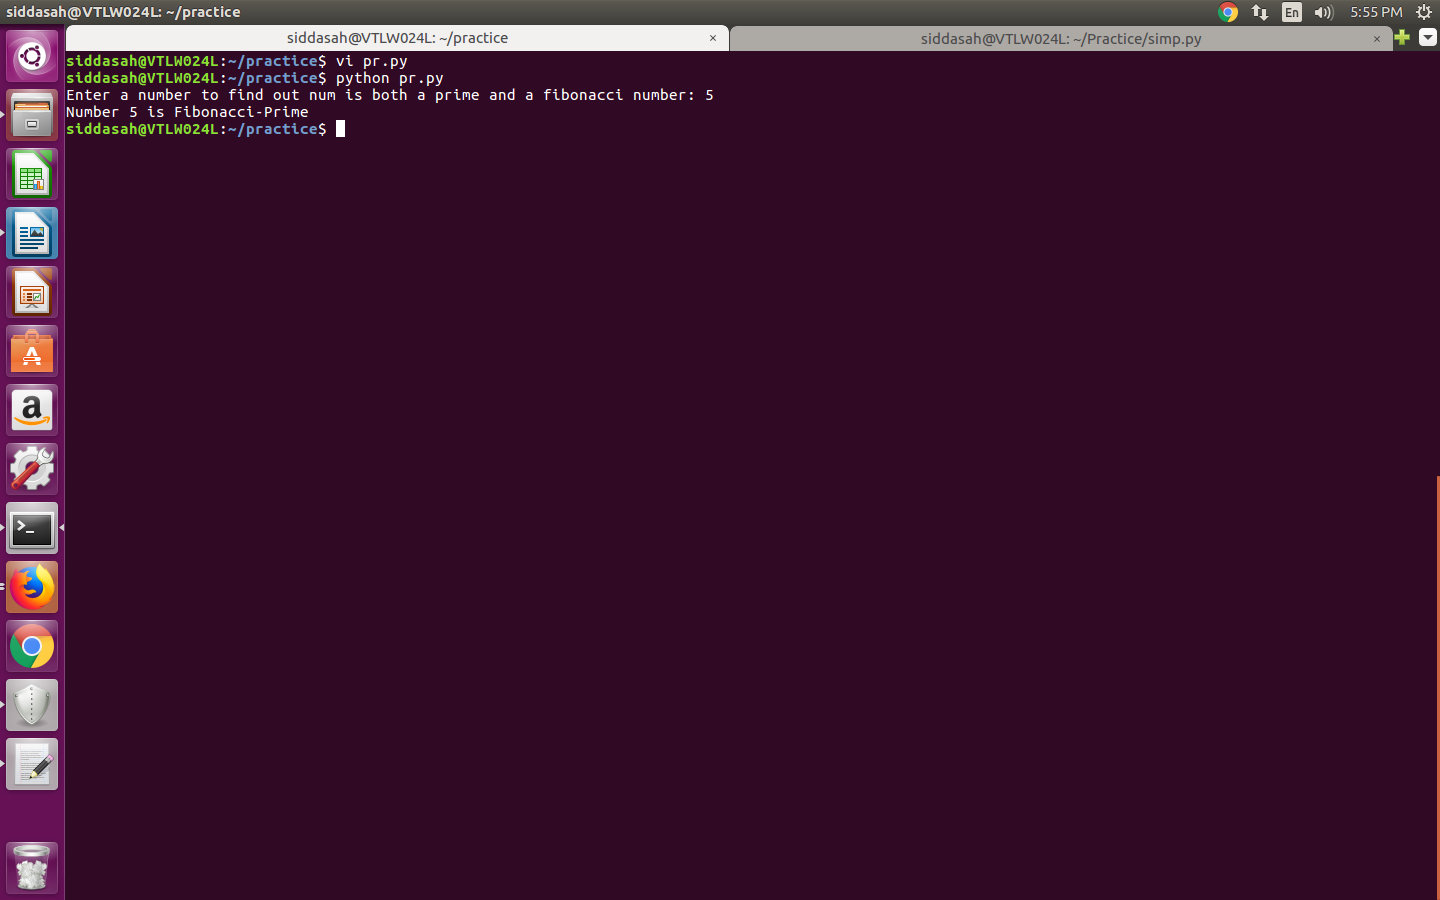 siddasah@VTLW024L: ~/practice
En
5:55 PM
siddasah@VTLW024L: ~/practice ×
siddasah@VTLW024L: ~/Practice/simp.py ×
siddasah@VTLW024L:~/practice$ vi pr.py
siddasah@VTLW024L:~/practice$ python pr.py
Enter a number to find out num is both a prime and a fibonacci number: 5
Number 5 is Fibonacci-Prime
siddasah@VTLW024L:~/practice$